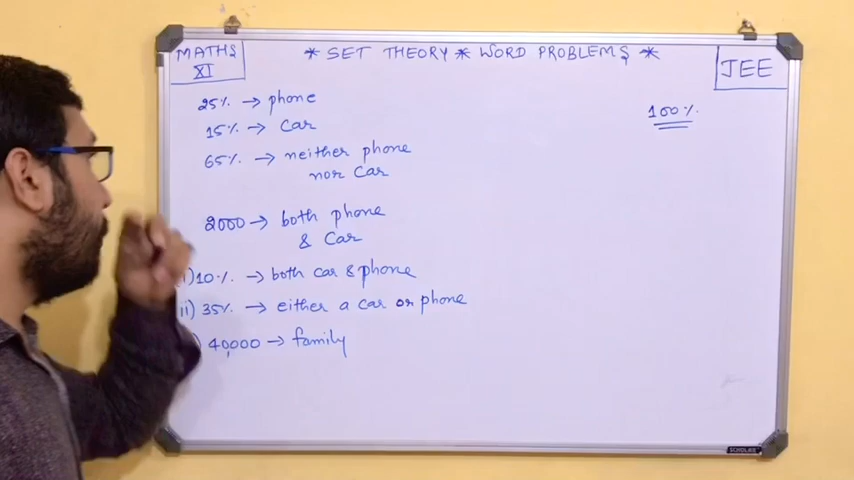 MATHS
XI
* SET THEORY * WORD PROBLEMS *
JEE
25% → phone
15% → Car
65% → neither phone
nor Car
100%
2000 → both phone
& Car
i) 10% → both car & phone
ii) 35% → either a car or phone
) 40,000 → family
SCHOLAR